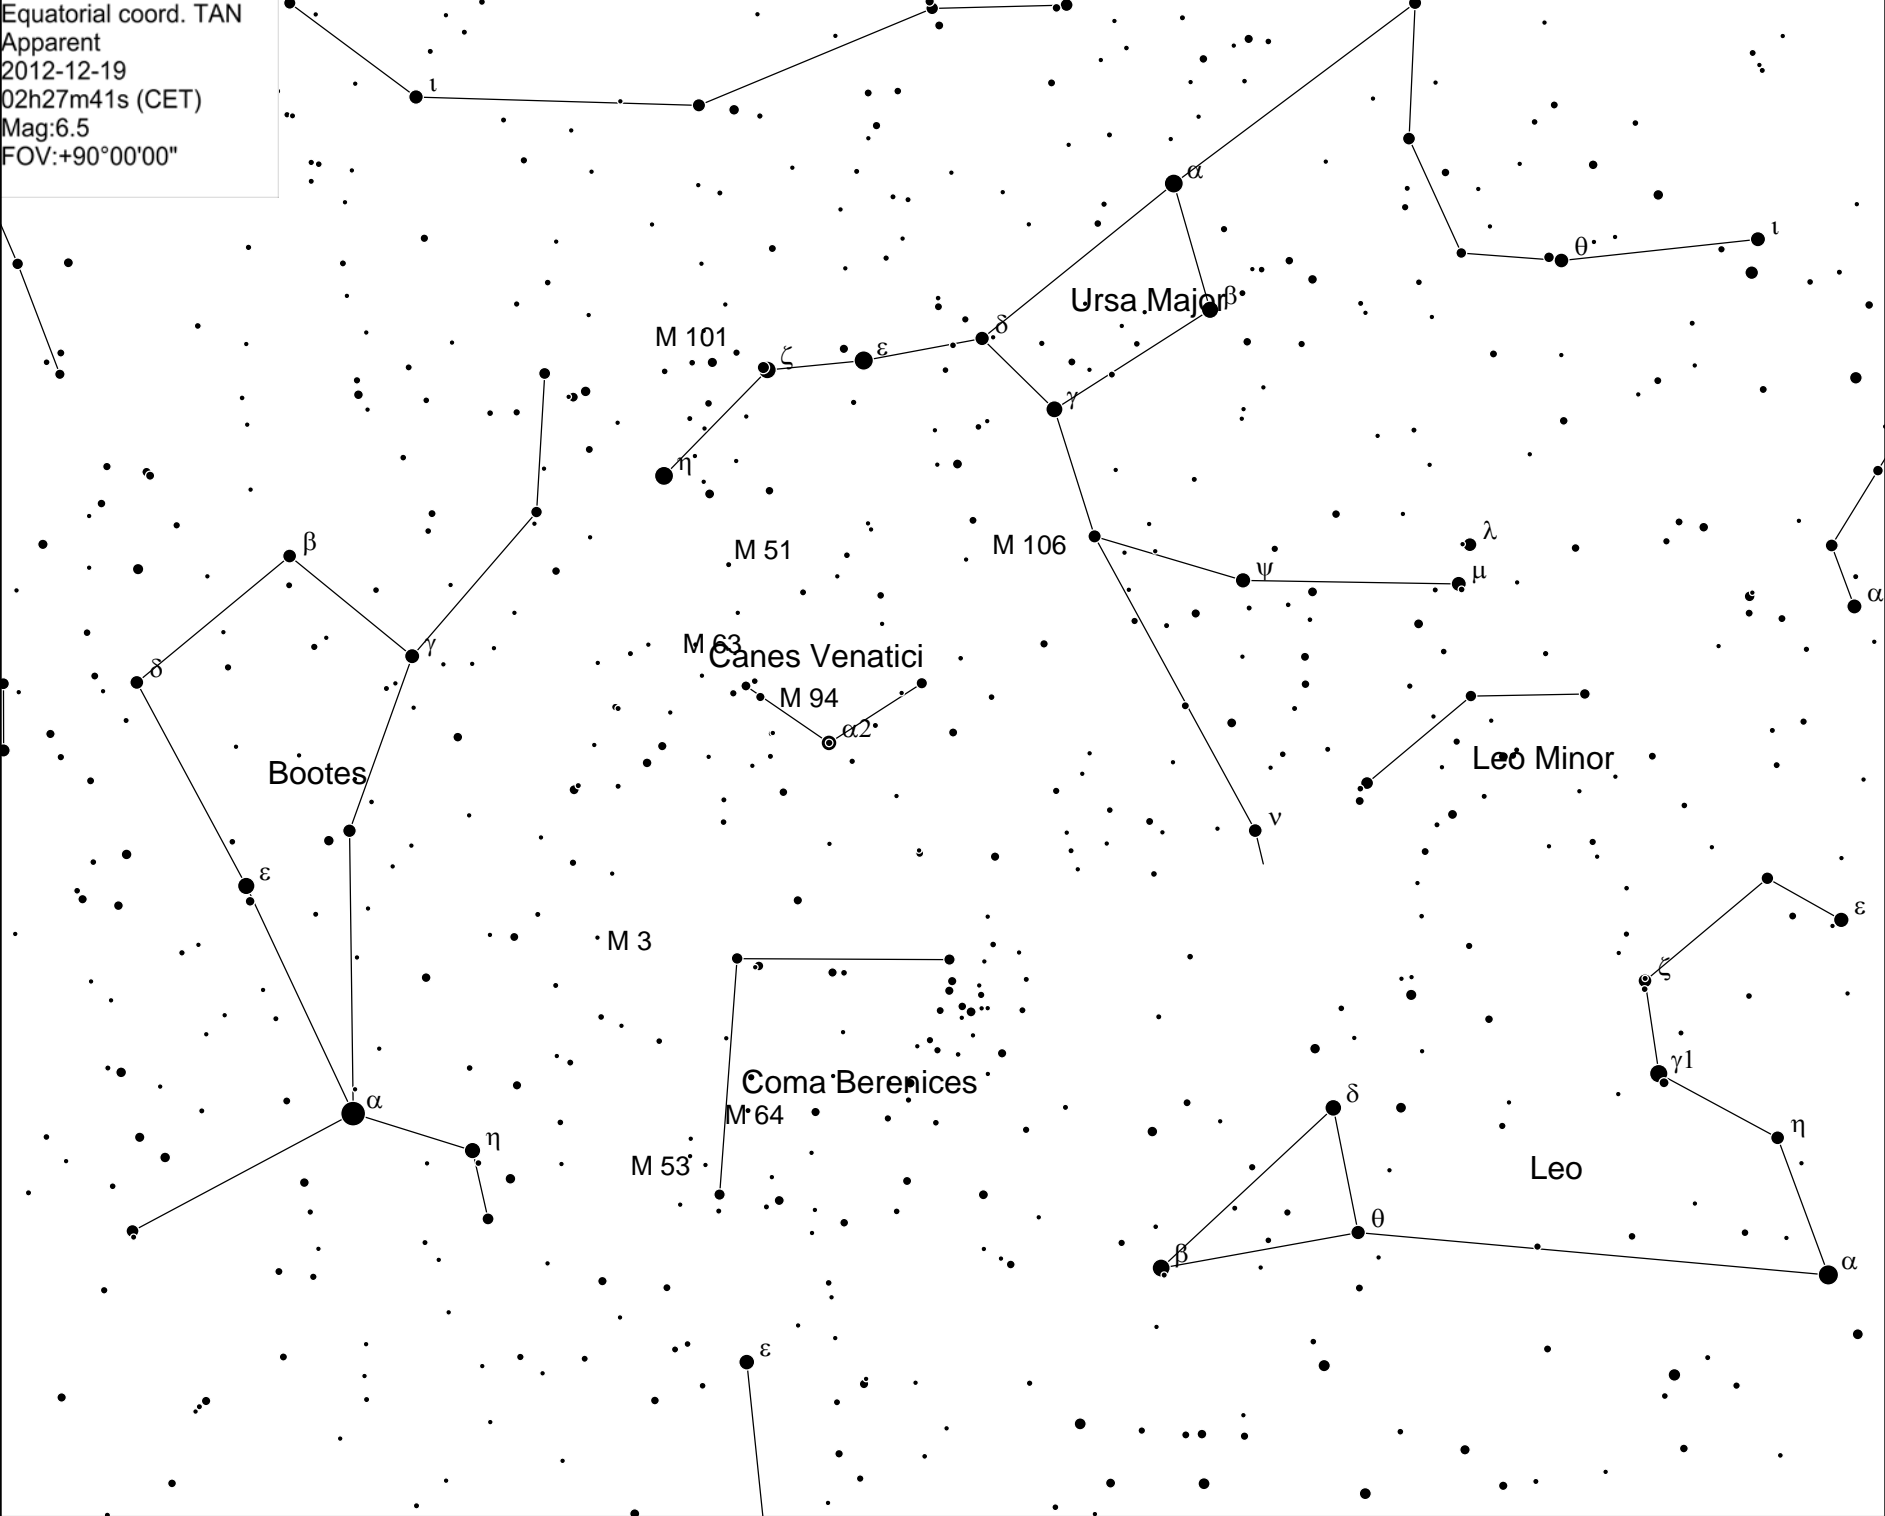 Equatorial coord. TAN
Apparent
2012-12-19
02h27m41s (CET)
Mag:6.5
FOV:+90°00'00"
ι
α
θ
ι
Ursa Major
β
δ
M 101
ζ
ε
γ
η
λ
β
M 51
M 106
ψ
μ
α
γ
M 63
Canes Venatici
δ
M 94
α2
Leo Minor
Bootes
ν
ε
ε
M 3
ζ
γ1
Coma Berenices
α
δ
M 64
η
η
M 53
Leo
θ
β
α
ε